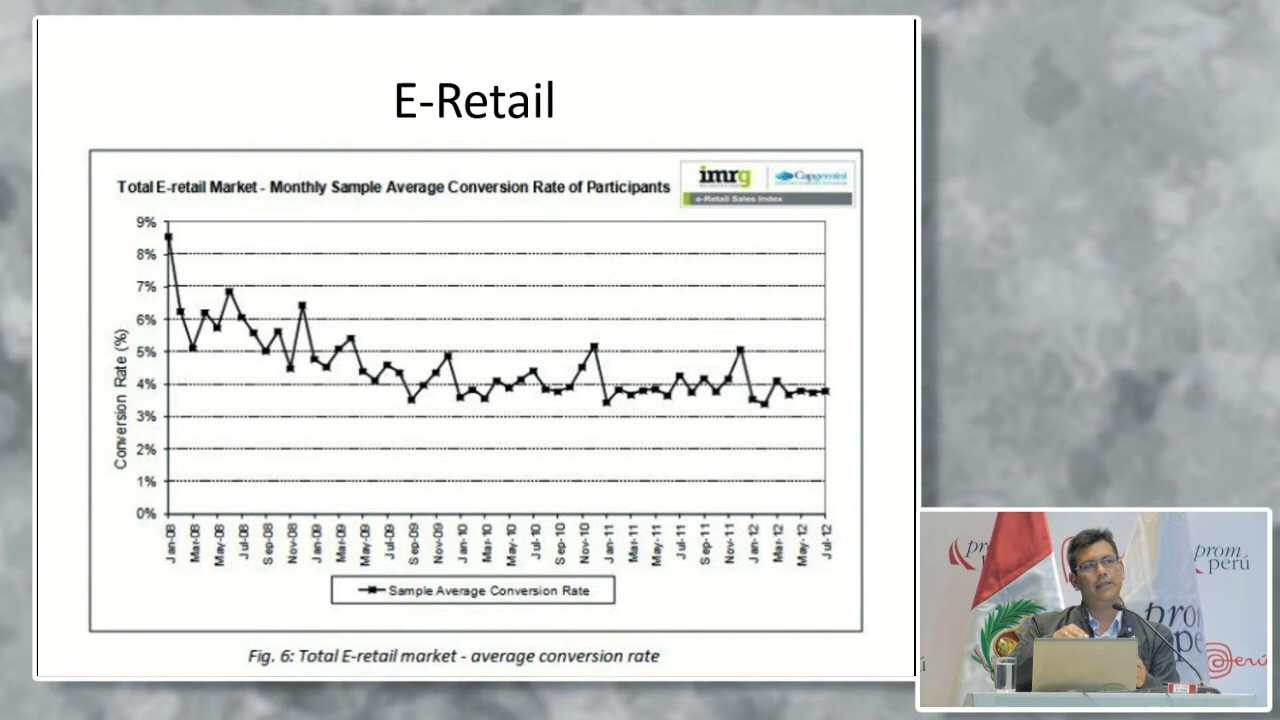 E-Retail
Total E-retail Market - Monthly Sample Average Conversion Rate of Participants
imrg
Capgemini
e-Retail Sales Index
Conversion Rate (%)
9%
8%
7%
6%
5%
4%
3%
2%
1%
0%
Jan-08
Mar-08
May-08
Jul-08
Sep-08
Nov-08
Jan-09
Mar-09
May-09
Jul-09
Sep-09
Nov-09
Jan-10
Mar-10
May-10
Jul-10
Sep-10
Nov-10
Jan-11
Mar-11
May-11
Jul-11
Sep-11
Nov-11
Jan-12
Mar-12
May-12
Jul-12
Sample Average Conversion Rate
Fig. 6: Total E-retail market - average conversion rate
prom
perú
Perú